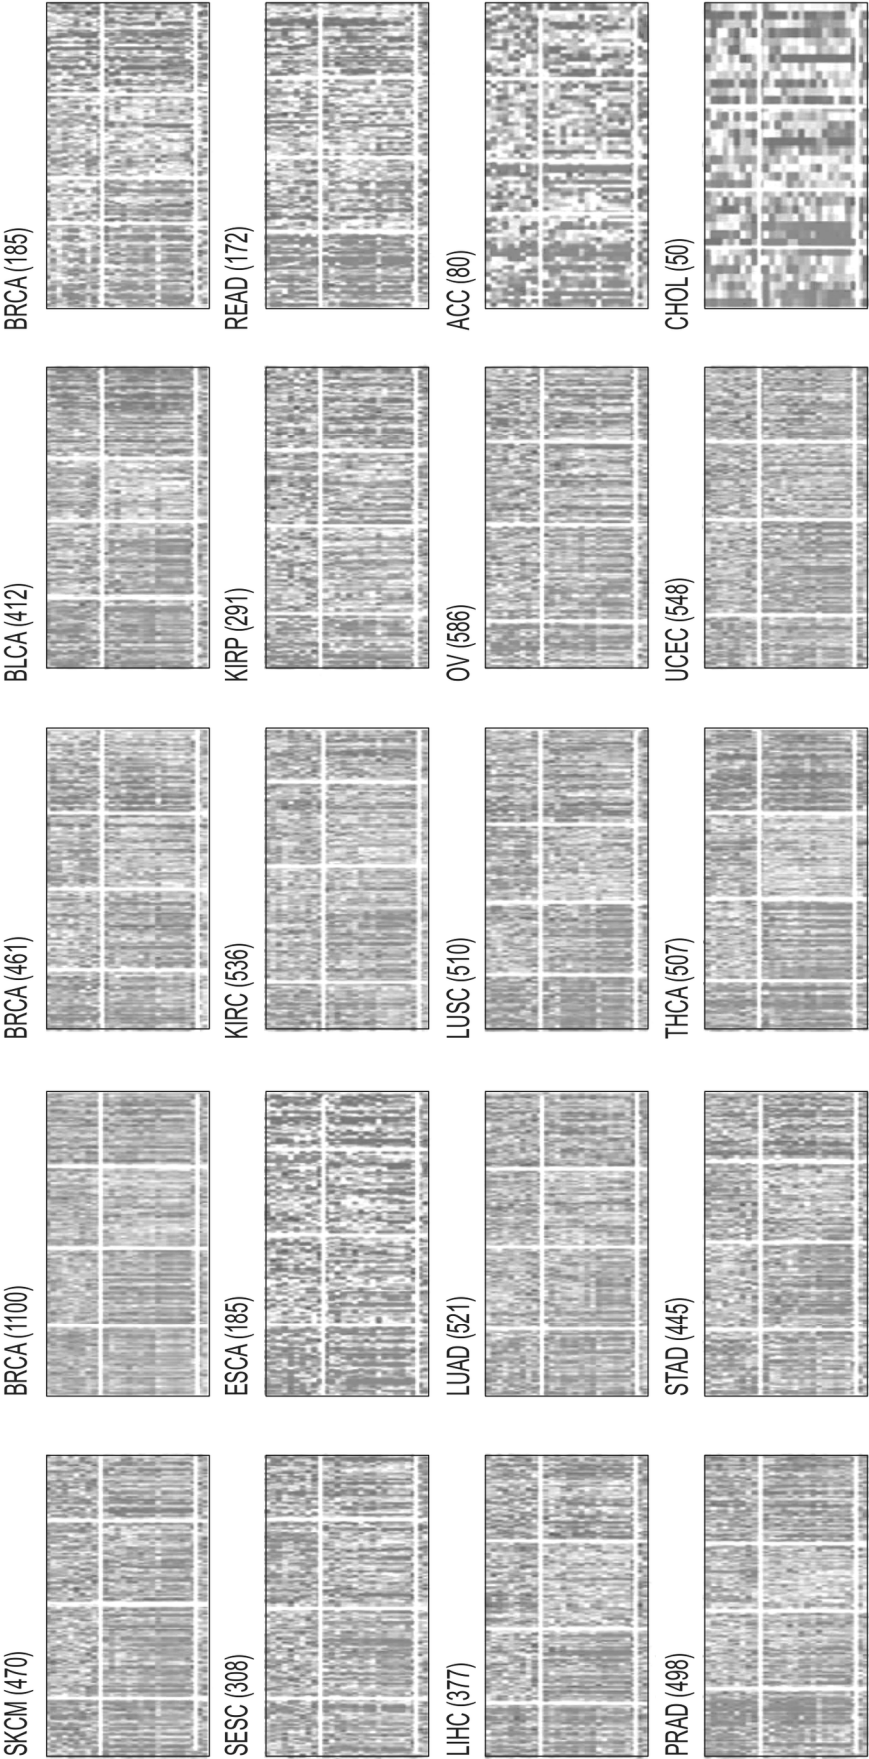 SKCM (470)
BRCA (1100)
BRCA (461)
BLCA (412)
BRCA (185)
SESC (308)
ESCA (185)
KIRC (536)
KIRP (291)
READ (172)
LIHC (377)
LUAD (521)
LUSC (510)
OV (586)
ACC (80)
PRAD (498)
STAD (445)
THCA (507)
UCEC (548)
CHOL (50)